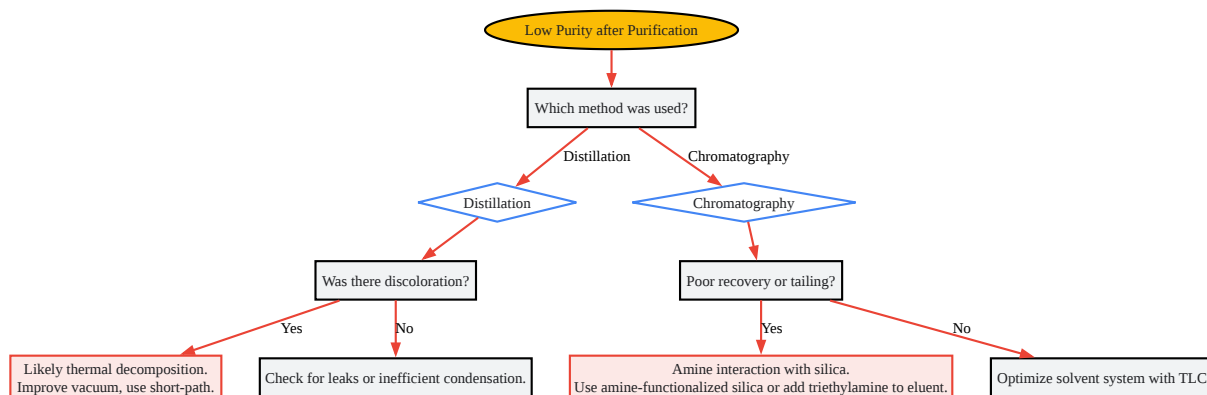 Low Purity after Purification
Which method was used?
Distillation
Chromatography
Distillation
Chromatography
Was there discoloration?
Poor recovery or tailing?
Yes
No
Yes
No
Likely thermal decomposition.
Improve vacuum, use short-path.
Check for leaks or inefficient condensation.
Amine interaction with silica.
Use amine-functionalized silica or add triethylamine to eluent.
Optimize solvent system with TLC